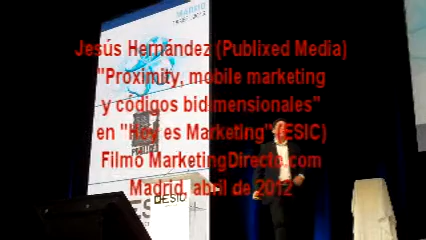 Jesús Hernández (Publixed Media)
"Proximity, mobile marketing
y códigos bidimensionales"
en "Hoy es Marketing" (ESIC)
Filmó MarketingDirecto.com
Madrid, abril de 2012
ESIC